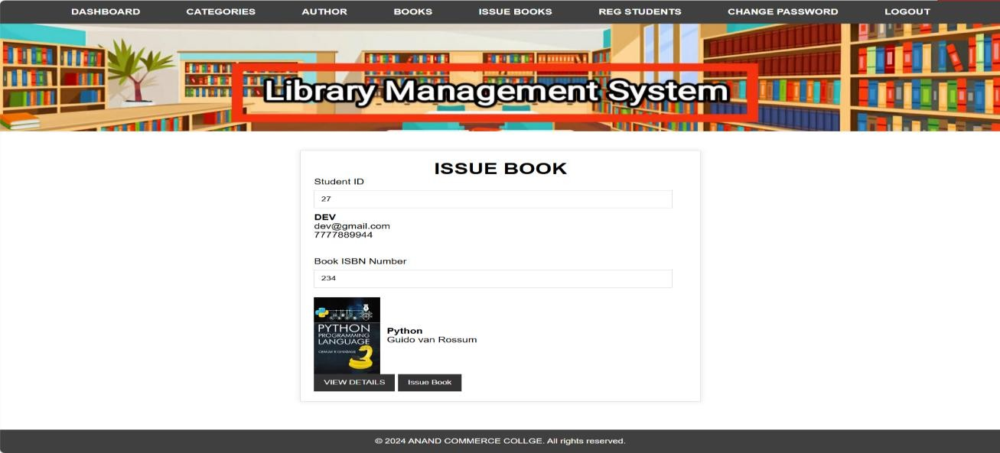 DASHBOARD CATEGORIES AUTHOR BOOKS ISSUE BOOKS REG STUDENTS CHANGE PASSWORD LOGOUT
Library Management System
ISSUE BOOK
Student ID
27
DEV
dev@gmail.com
7777889944
Book ISBN Number
234
PYTHON
PROGRAMMING
LANGUAGE
Python
Guido van Rossum
VIEW DETAILS Issue Book
© 2024 ANAND COMMERCE COLLGE. All rights reserved.